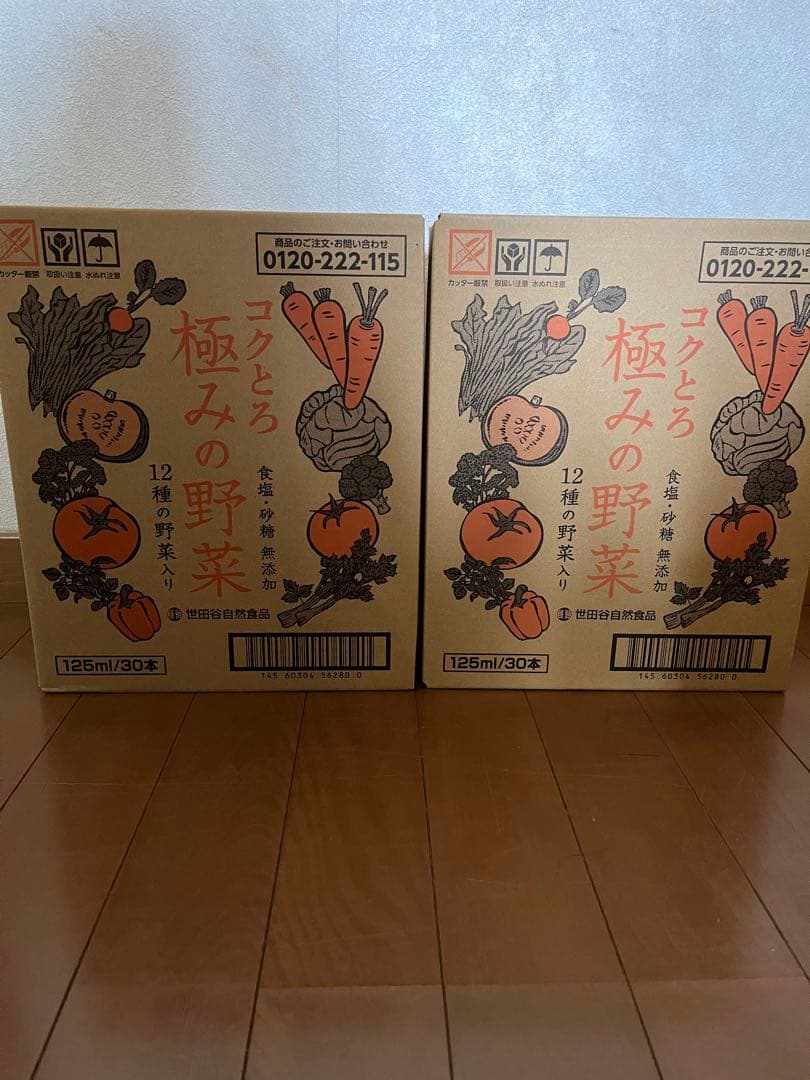 カッター厳禁
取扱い注意
水ぬれ注意
商品のご注文・お問い合わせ
0120-222-115
コクとろ
極みの野菜
食塩・砂糖 無添加
12種の野菜入り
世田谷自然食品
125ml/30本
145 60304 56280 0
カッター厳禁
取扱い注意
水ぬれ注意
商品のご注文・お問い合
0120-222-
コクとろ
極みの野菜
食塩・砂糖 無添加
12種の野菜入り
世田谷自然食品
125ml/30本
145 60304 56280 0